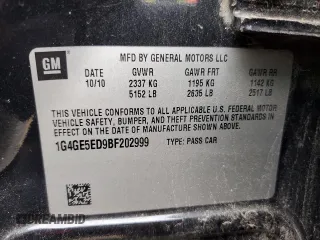 GM
MFD BY GENERAL MOTORS LLC
DATE GVWR GAWR FRT GAWR RR
10/10 2337 KG 1195 KG 1142 KG
5152 LB 2635 LB 2517 LB
THIS VEHICLE CONFORMS TO ALL APPLICABLE U.S. FEDERAL MOTOR
VEHICLE SAFETY, BUMPER, AND THEFT PREVENTION STANDARDS IN
EFFECT ON THE DATE OF MANUFACTURE SHOWN ABOVE.
1G4GE5ED9BF202999 TYPE: PASS CAR
DREAMBID